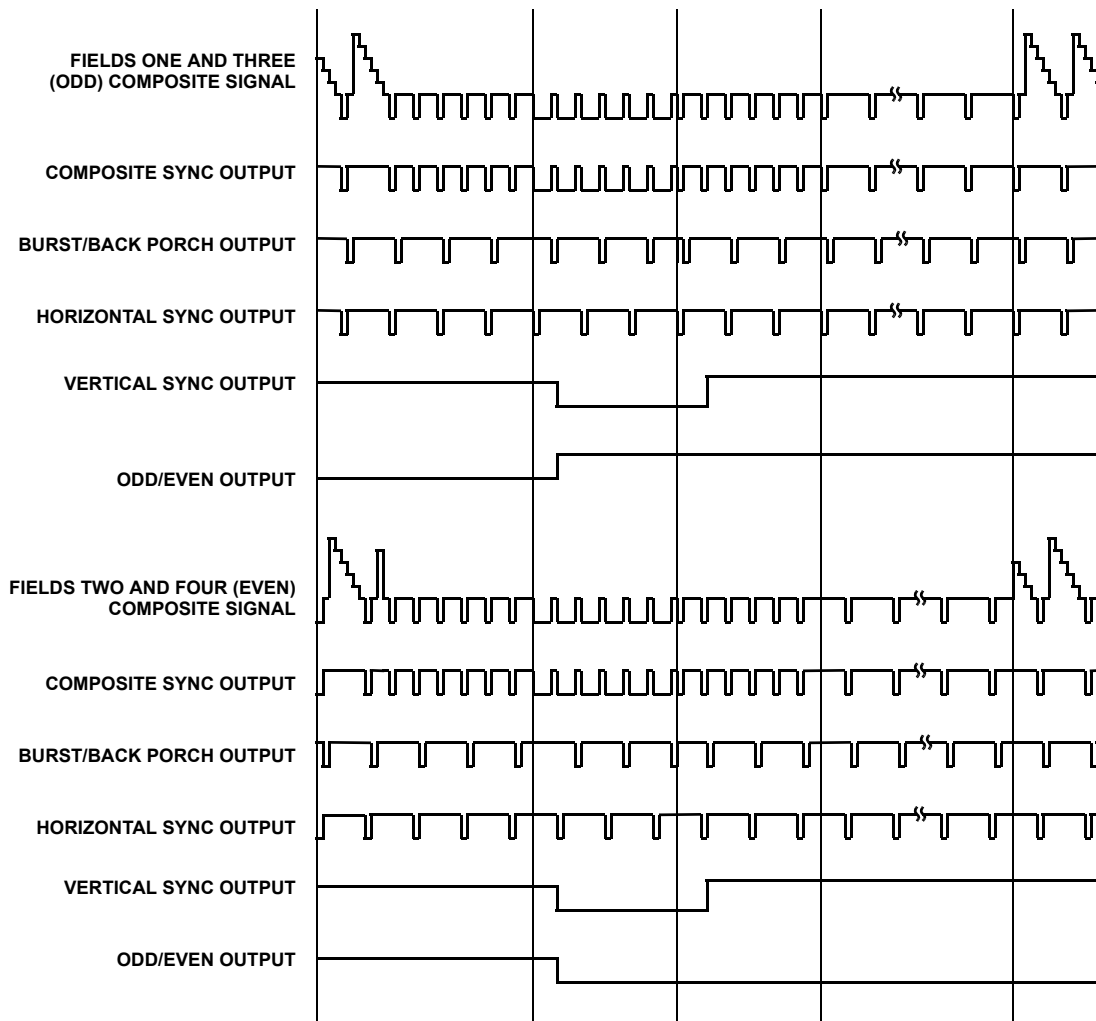 FIELDS ONE AND THREE
(ODD) COMPOSITE SIGNAL
COMPOSITE SYNC OUTPUT
BURST/BACK PORCH OUTPUT
HORIZONTAL SYNC OUTPUT
VERTICAL SYNC OUTPUT
ODD/EVEN OUTPUT
FIELDS TWO AND FOUR (EVEN)
COMPOSITE SIGNAL
COMPOSITE SYNC OUTPUT
BURST/BACK PORCH OUTPUT
HORIZONTAL SYNC OUTPUT
VERTICAL SYNC OUTPUT
ODD/EVEN OUTPUT